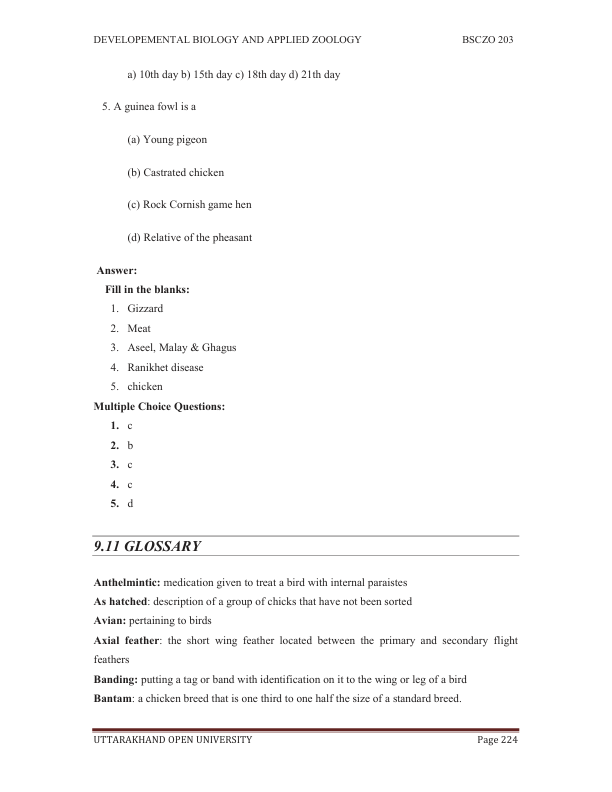 DEVELOPEMENTAL BIOLOGY AND APPLIED ZOOLOGY BSCZO 203
a) 10th day b) 15th day c) 18th day d) 21th day
5. A guinea fowl is a
(a) Young pigeon
(b) Castrated chicken
(c) Rock Cornish game hen
(d) Relative of the pheasant
Answer:
Fill in the blanks:
1. Gizzard
2. Meat
3. Aseel, Malay & Ghagus
4. Ranikhet disease
5. chicken
Multiple Choice Questions:
1. c
2. b
3. c
4. c
5. d
9.11 GLOSSARY
Anthelmintic: medication given to treat a bird with internal paraistes
As hatched: description of a group of chicks that have not been sorted
Avian: pertaining to birds
Axial feather: the short wing feather located between the primary and secondary flight
feathers
Banding: putting a tag or band with identification on it to the wing or leg of a bird
Bantam: a chicken breed that is one third to one half the size of a standard breed.
UTTARAKHAND OPEN UNIVERSITY Page 224